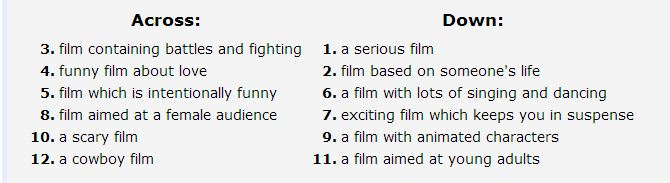 Across:
3. film containing battles and fighting
4. funny film about love
5. film which is intentionally funny
8. film aimed at a female audience
10. a scary film
12. a cowboy film
Down:
1. a serious film
2. film based on someone's life
6. a film with lots of singing and dancing
7. exciting film which keeps you in suspense
9. a film with animated characters
11. a film aimed at young adults